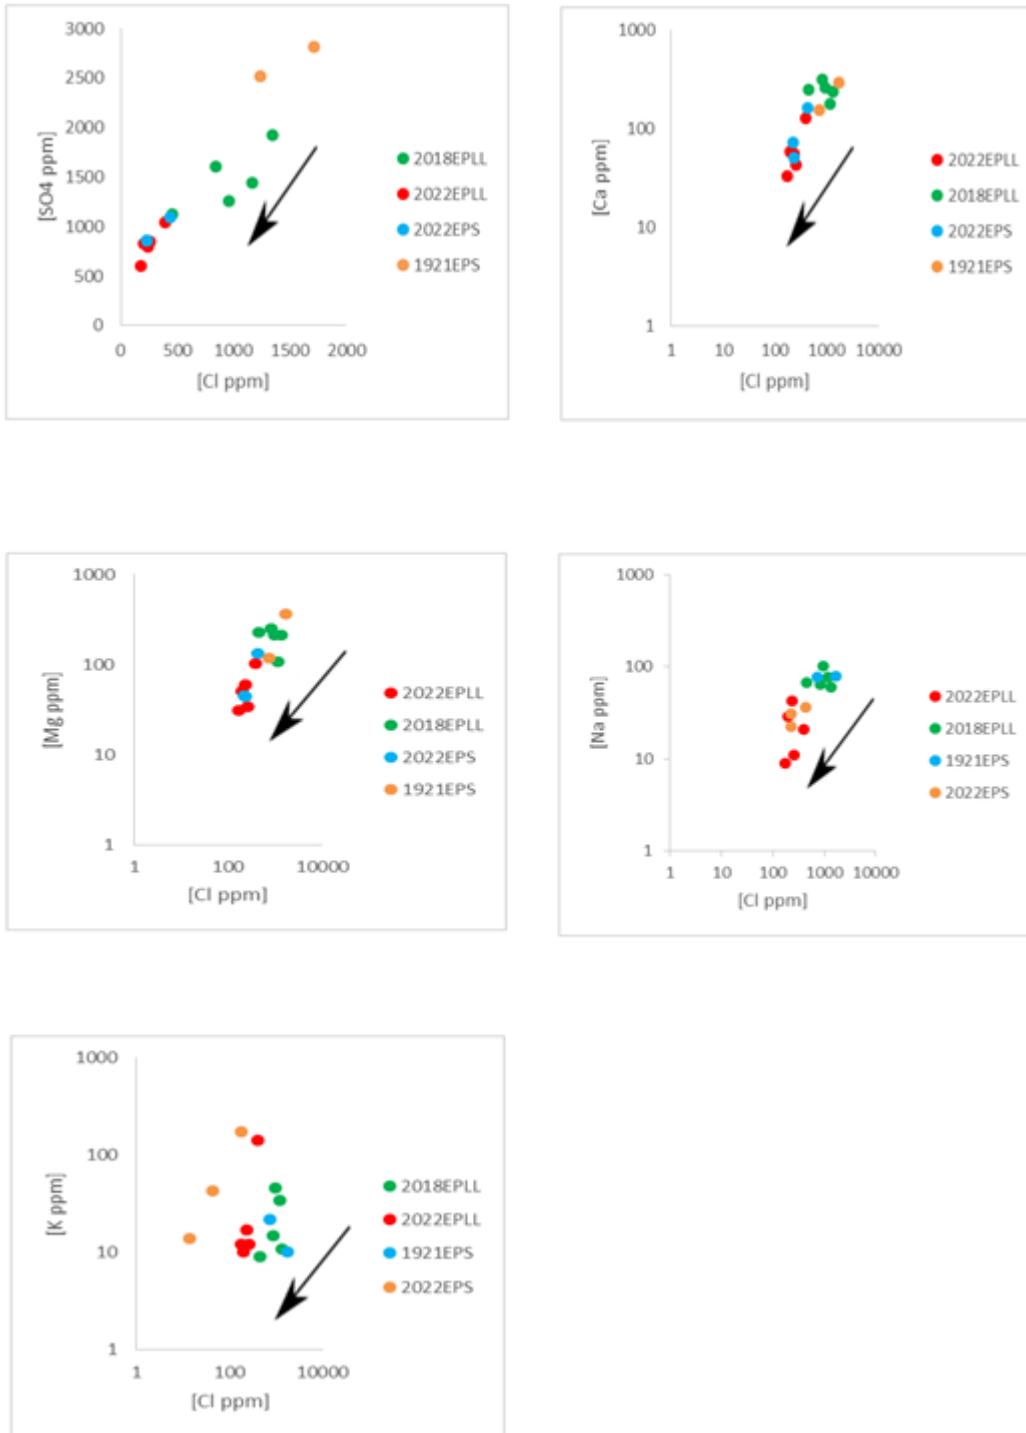 3000
2500
2000
1500
1000
500
0
[SO4 ppm]
0 500 1000 1500 2000
[Cl ppm]
2018EPLL
2022EPLL
2022EPS
1921EPS
1000
100
10
1
[Ca ppm]
1 10 100 1000 10000
[Cl ppm]
2022EPLL
2018EPLL
2022EPS
1921EPS
1000
100
10
1
[Mg ppm]
1 100 10000
[Cl ppm]
2022EPLL
2018EPLL
2022EPS
1921EPS
1000
100
10
1
[Na ppm]
1 10 100 1000 10000
[Cl ppm]
2022EPLL
2018EPLL
1921EPS
2022EPS
1000
100
10
1
[K ppm]
1 100 10000
[Cl ppm]
2018EPLL
2022EPLL
1921EPS
2022EPS